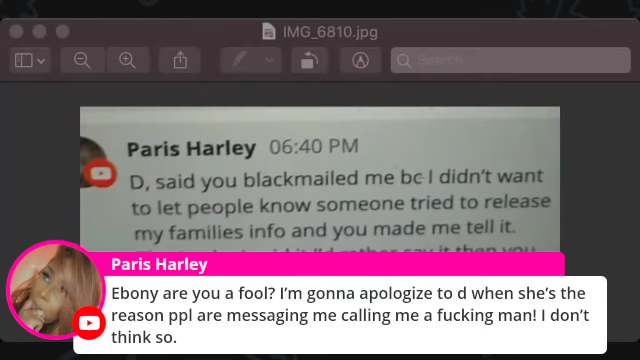 IMG_6810.jpg
Search
Paris Harley 06:40 PM
D, said you blackmailed me bc I didn't want
to let people know someone tried to release
my families info and you made me tell it.
Paris Harley
Ebony are you a fool? I'm gonna apologize to d when she's the
reason ppl are messaging me calling me a fucking man! I don't
think so.